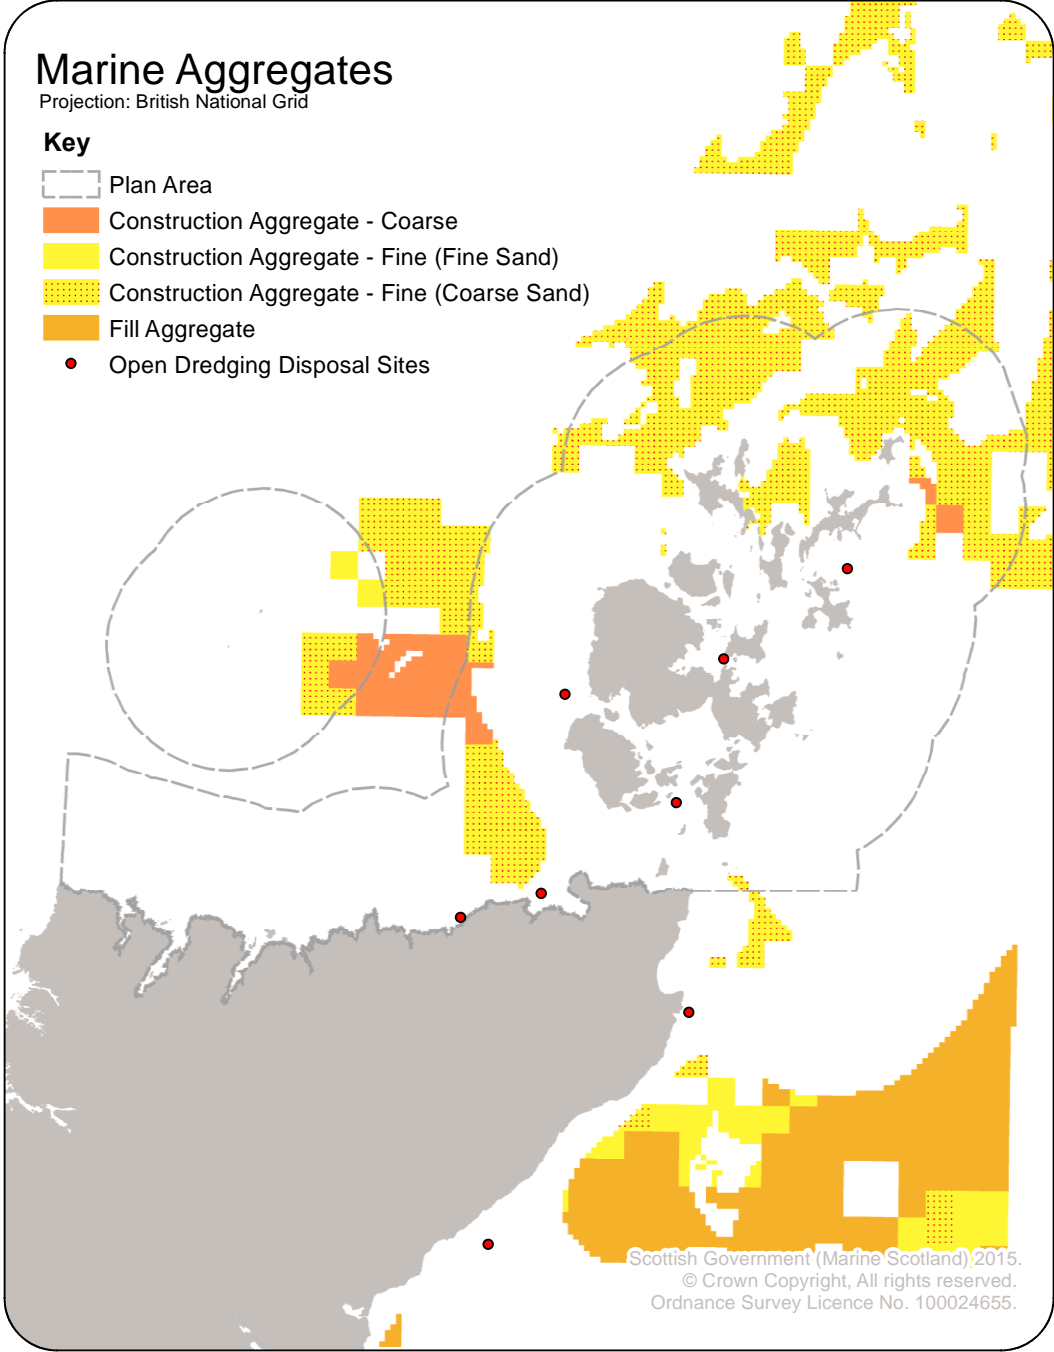 Marine Aggregates
Projection: British National Grid
Key
Plan Area
Construction Aggregate - Coarse
Construction Aggregate - Fine (Fine Sand)
Construction Aggregate - Fine (Coarse Sand)
Fill Aggregate
Open Dredging Disposal Sites
Scottish Government (Marine Scotland) 2015.
© Crown Copyright, All rights reserved.
Ordnance Survey Licence No. 100024655.